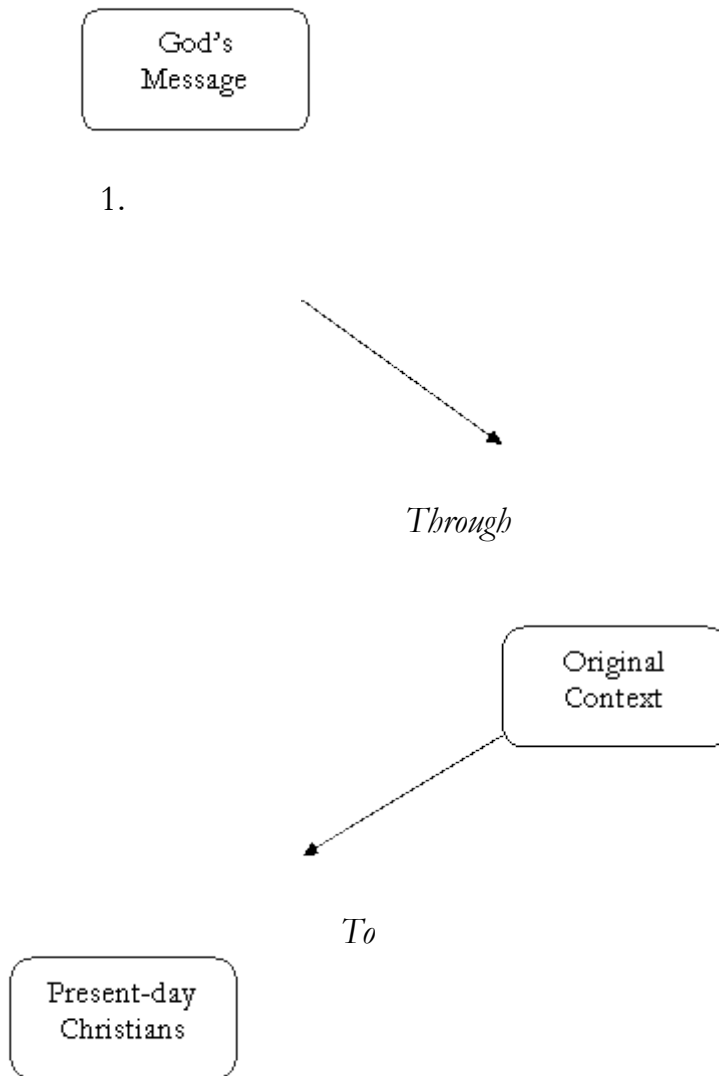 God's
Message
1.
Through
Original
Context
To
Present-day
Christians